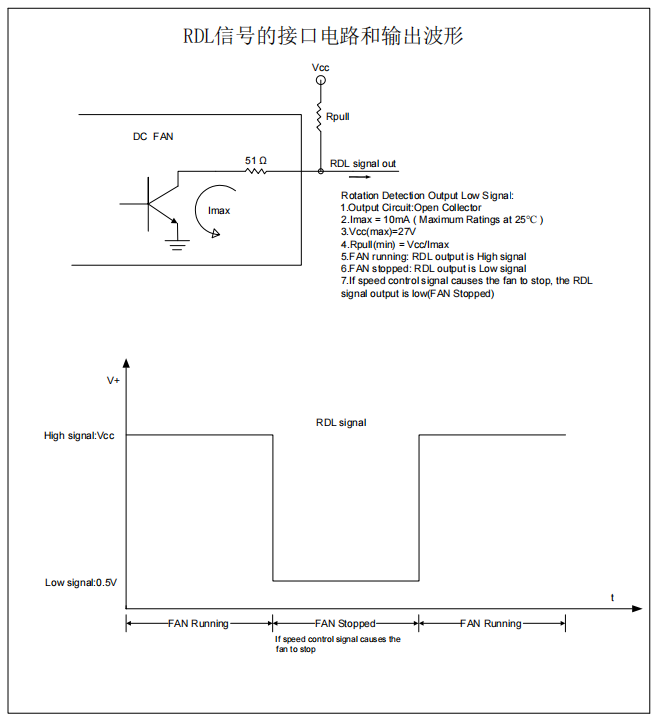 RDL信号的接口电路和输出波形
Vcc
Rpull
DC FAN
51 Ω
RDL signal out
Imax
Rotation Detection Output Low Signal:
1.Output Circuit:Open Collector
2.Imax = 10mA ( Maximum Ratings at 25℃ )
3.Vcc(max)=27V
4.Rpull(min) = Vcc/Imax
5.FAN running: RDL output is High signal
6.FAN stopped: RDL output is Low signal
7.If speed control signal causes the fan to stop, the RDL
signal output is low(FAN Stopped)
V+
RDL signal
High signal:Vcc
Low signal:0.5V
t
FAN Running
FAN Stopped
FAN Running
If speed control signal causes the
fan to stop